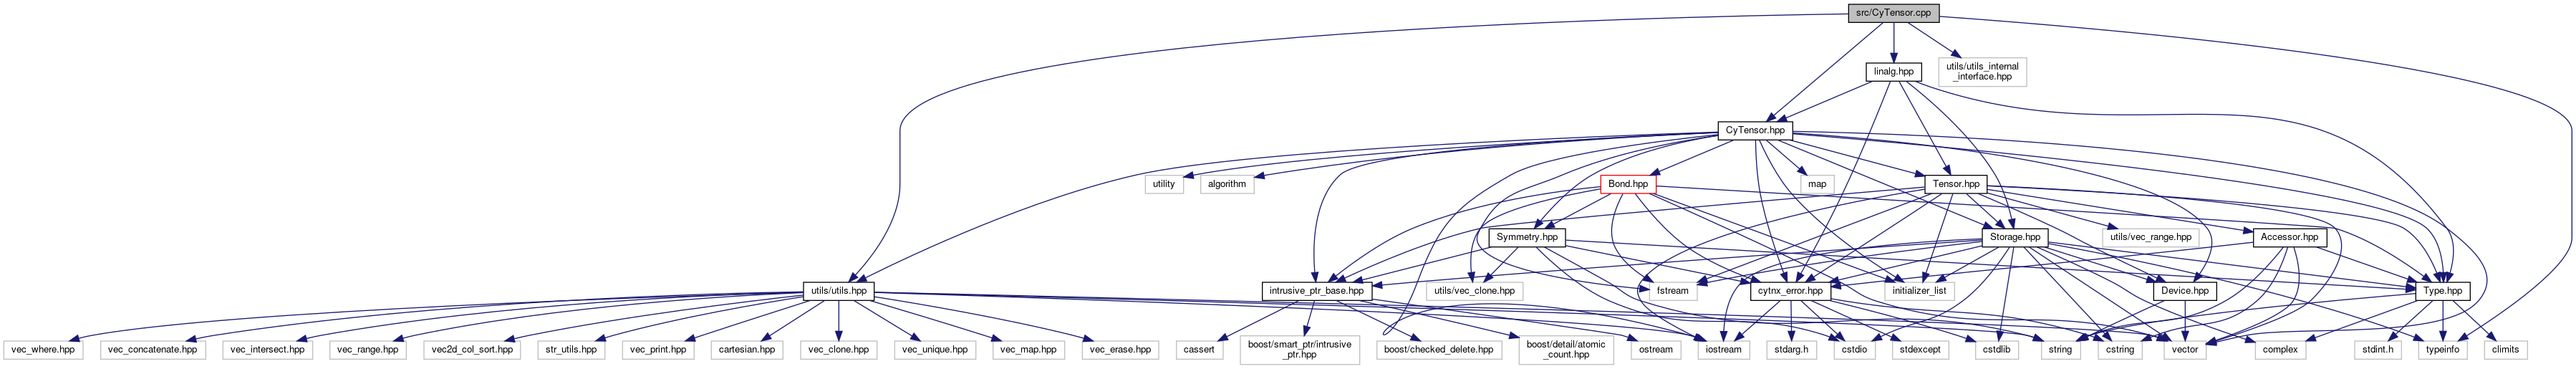 src/CyTensor.cpp
linalg.hpp
utils/utils_internal
_interface.hpp
CyTensor.hpp
utility
algorithm
Bond.hpp
map
Tensor.hpp
Symmetry.hpp
Storage.hpp
utils/vec_range.hpp
Accessor.hpp
utils/utils.hpp
intrusive_ptr_base.hpp
utils/vec_clone.hpp
fstream
cytnx_error.hpp
initializer_list
Device.hpp
Type.hpp
vec_where.hpp
vec_concatenate.hpp
vec_intersect.hpp
vec_range.hpp
vec2d_col_sort.hpp
str_utils.hpp
vec_print.hpp
cartesian.hpp
vec_clone.hpp
vec_unique.hpp
vec_map.hpp
vec_erase.hpp
cassert
boost/smart_ptr/intrusive
_ptr.hpp
boost/checked_delete.hpp
boost/detail/atomic
_count.hpp
ostream
iostream
stdarg.h
cstdio
stdexcept
cstdlib
string
cstring
vector
complex
stdint.h
typeinfo
climits